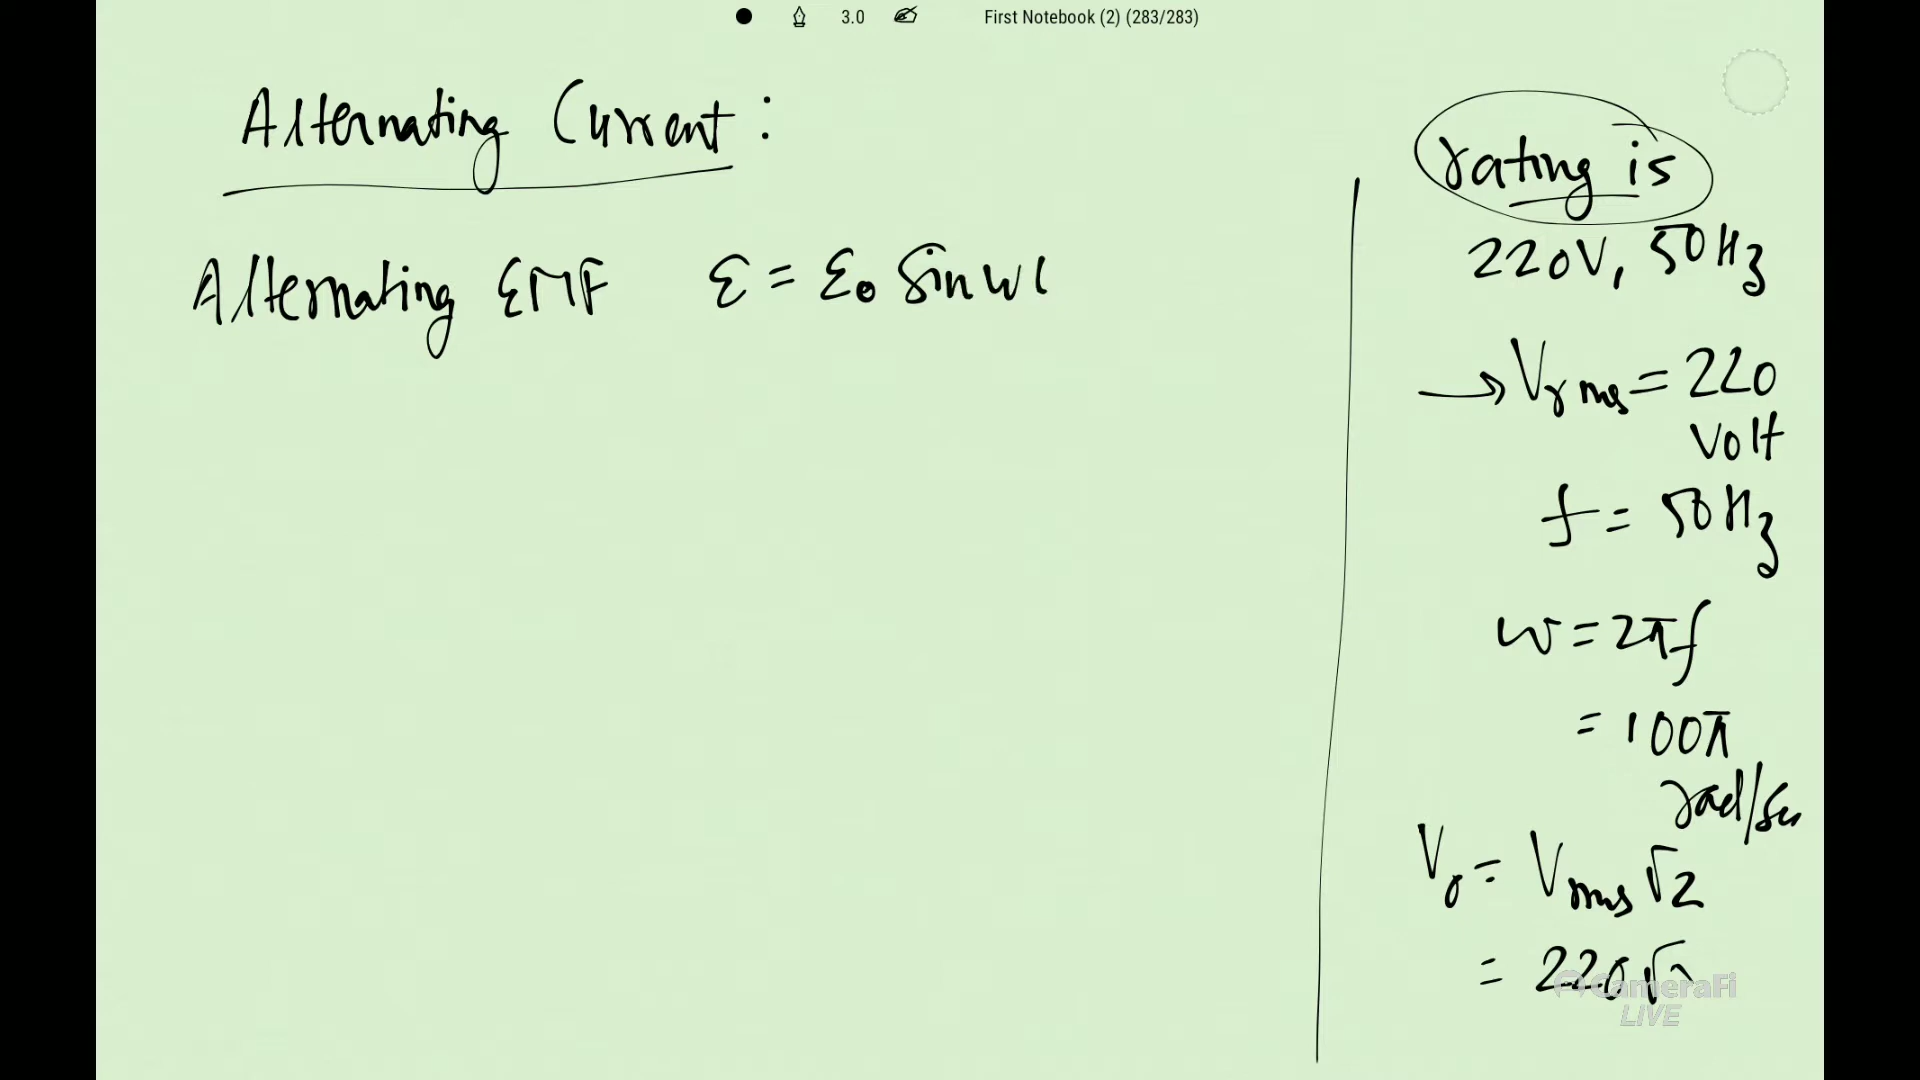 3.0 First Notebook (2) (283/283)
Alternating Current :
Alternating EMF ε = ε₀ sin ω
rating is
220V, 50Hz
→ Vrms = 220
volt
f = 50Hz
ω = 2πf
= 100π
rad/sec
V₀ = Vrms √2
= 220√2
CameraFi
LIVE